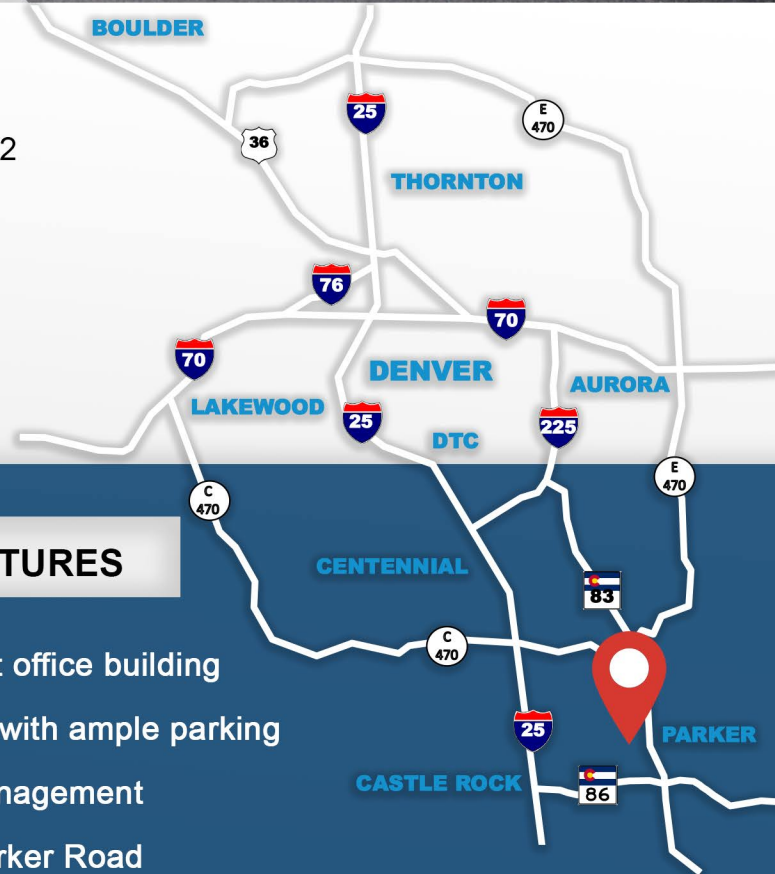 BOULDER
25
E
470
36
2
THORNTON
76
70
70
DENVER
AURORA
LAKEWOOD
25
225
DTC
E
470
C
470
TURES
CENTENNIAL
83
C
470
office building
with ample parking
25
PARKER
CASTLE ROCK
86
nagement
rker Road